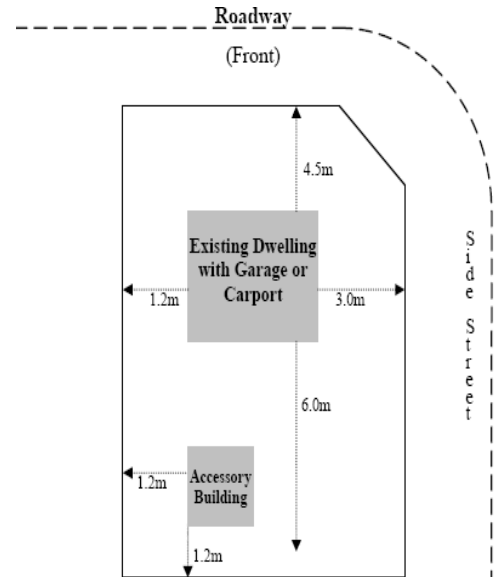 Roadway
(Front)
4.5m
Existing Dwelling
with Garage or
Carport
1.2m
3.0m
Side Street
6.0m
Accessory
Building
1.2m
1.2m